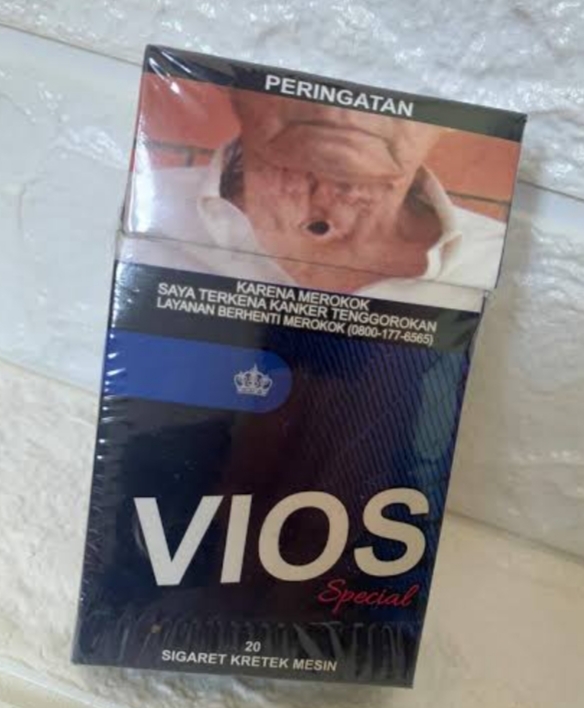 PERINGATAN
KARENA MEROKOK
SAYA TERKENA KANKER TENGGOROKAN
LAYANAN BERHENTI MEROKOK (0800-177-6565)
VIOS
Special
20
SIGARET KRETEK MESIN